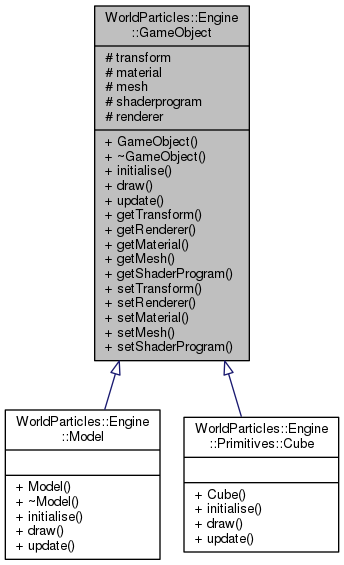 WorldParticles::Engine
::GameObject
# transform
# material
# mesh
# shaderprogram
# renderer
+ GameObject()
+ ~GameObject()
+ initialise()
+ draw()
+ update()
+ getTransform()
+ getRenderer()
+ getMaterial()
+ getMesh()
+ getShaderProgram()
+ setTransform()
+ setRenderer()
+ setMaterial()
+ setMesh()
+ setShaderProgram()
WorldParticles::Engine
::Model
+ Model()
+ ~Model()
+ initialise()
+ draw()
+ update()
WorldParticles::Engine
::Primitives::Cube
+ Cube()
+ initialise()
+ draw()
+ update()